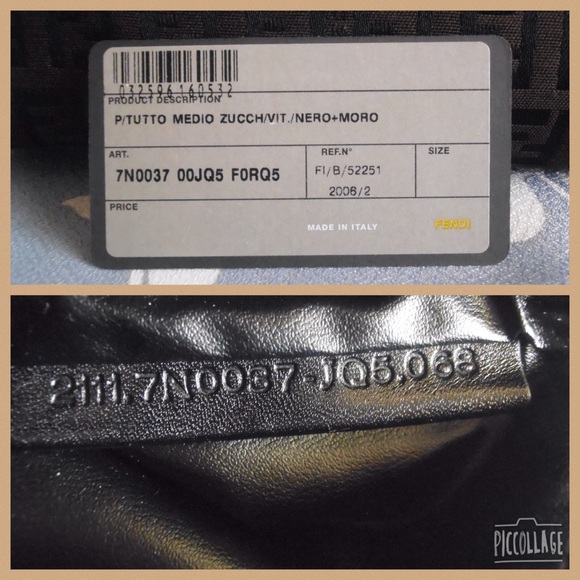 032596160532
PRODUCT DESCRIPTION
P/TUTTO MEDIO ZUCCH/VIT./NERO+MORO
ART.
7N0037 00JQ5 F0RQ5
REF.N°
FI/B/52251
2006/2
SIZE
PRICE
MADE IN ITALY
FENDI
2111.7N0037-JQ5.068
PICCOLLAGE